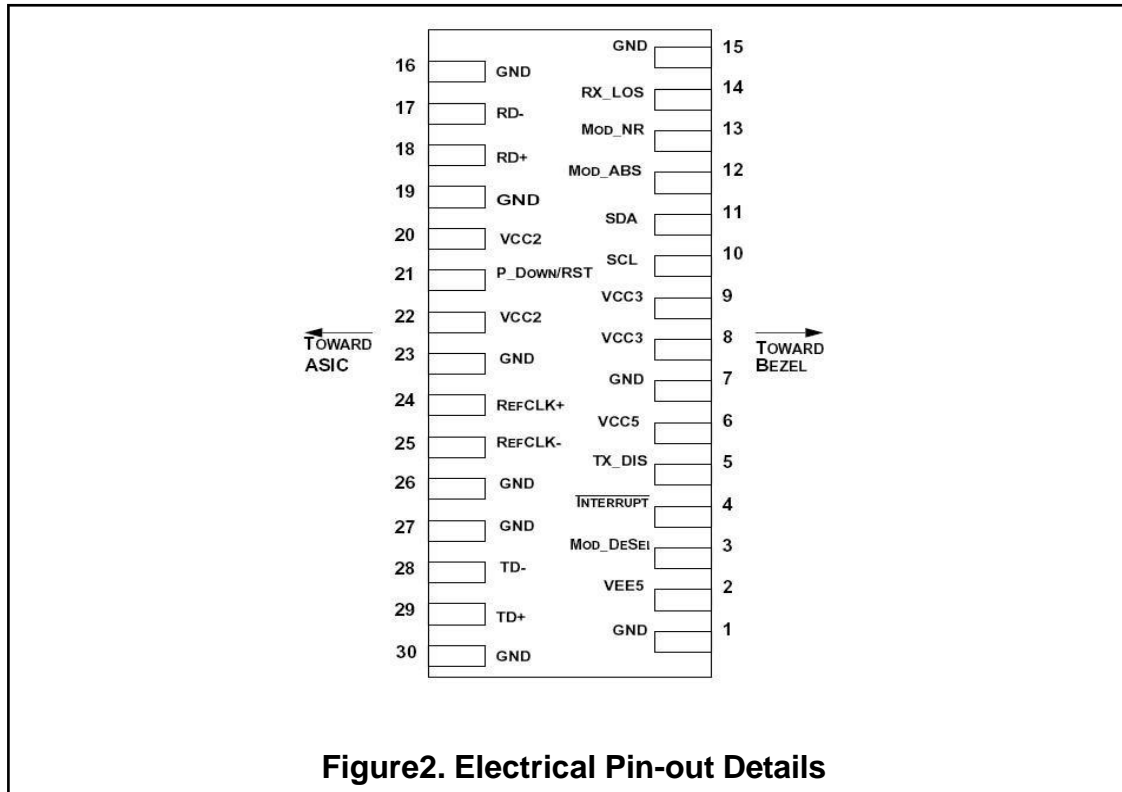 GND 15
16 GND
RX_LOS 14
17 RD-
MOD_NR 13
18 RD+
MOD_ABS 12
19 GND
SDA 11
20 VCC2
SCL 10
21 P_DOWN/RST
VCC3 9
22 VCC2
VCC3 8
TOWARD
ASIC
TOWARD
BEZEL
23 GND
GND 7
24 REFCLK+
VCC5 6
25 REFCLK-
TX_DIS 5
26 GND
INTERRUPT 4
27 GND
MOD_DESEL 3
28 TD-
VEE5 2
29 TD+
GND 1
30 GND
Figure2. Electrical Pin-out Details